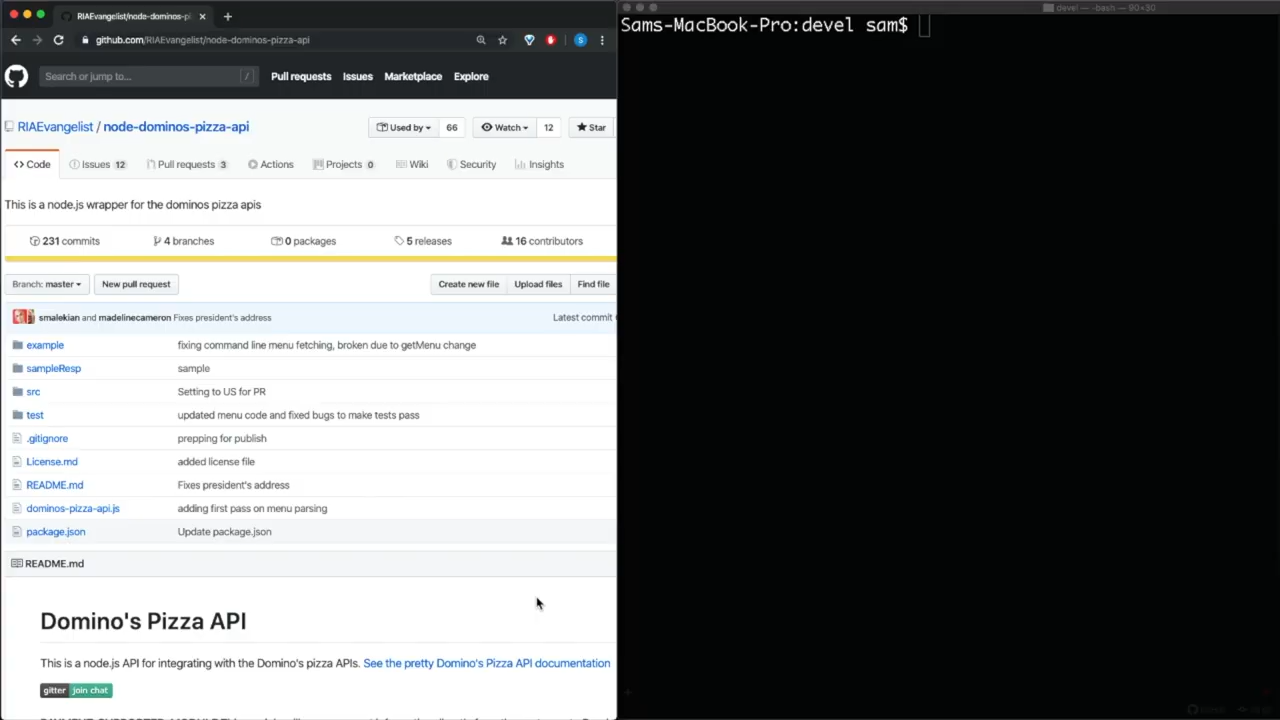 RIAEvangelist/node-dominos-pi
devel — -bash — 90×30
github.com/RIAEvangelist/node-dominos-pizza-api
S
Sams-MacBook-Pro:devel sam$
Search or jump to...
/
Pull requests
Issues
Marketplace
Explore
RIAEvangelist / node-dominos-pizza-api
Used by
66
Watch
12
Star
Code
Issues 12
Pull requests 3
Actions
Projects 0
Wiki
Security
Insights
This is a node.js wrapper for the dominos pizza apis
231 commits
4 branches
0 packages
5 releases
16 contributors
Branch: master
New pull request
Create new file
Upload files
Find file
smalekian and madelinecameron Fixes president's address
Latest commit
example fixing command line menu fetching, broken due to getMenu change
sampleResp sample
src Setting to US for PR
test updated menu code and fixed bugs to make tests pass
.gitignore prepping for publish
License.md added license file
README.md Fixes president's address
dominos-pizza-api.js adding first pass on menu parsing
package.json Update package.json
README.md
Domino's Pizza API
This is a node.js API for integrating with the Domino's pizza APIs. See the pretty Domino's Pizza API documentation
gitter join chat